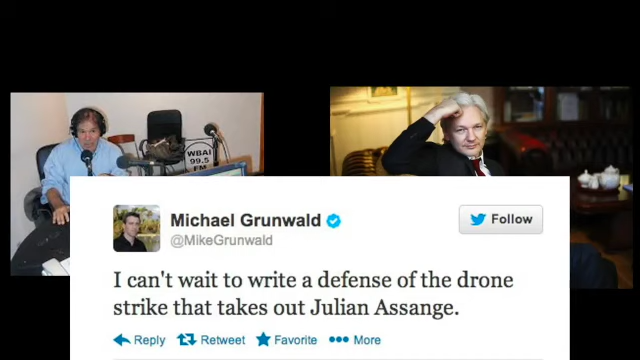 WBAI
99.5
FM
Michael Grunwald
@MikeGrunwald
Follow
I can't wait to write a defense of the drone
strike that takes out Julian Assange.
Reply Retweet Favorite More